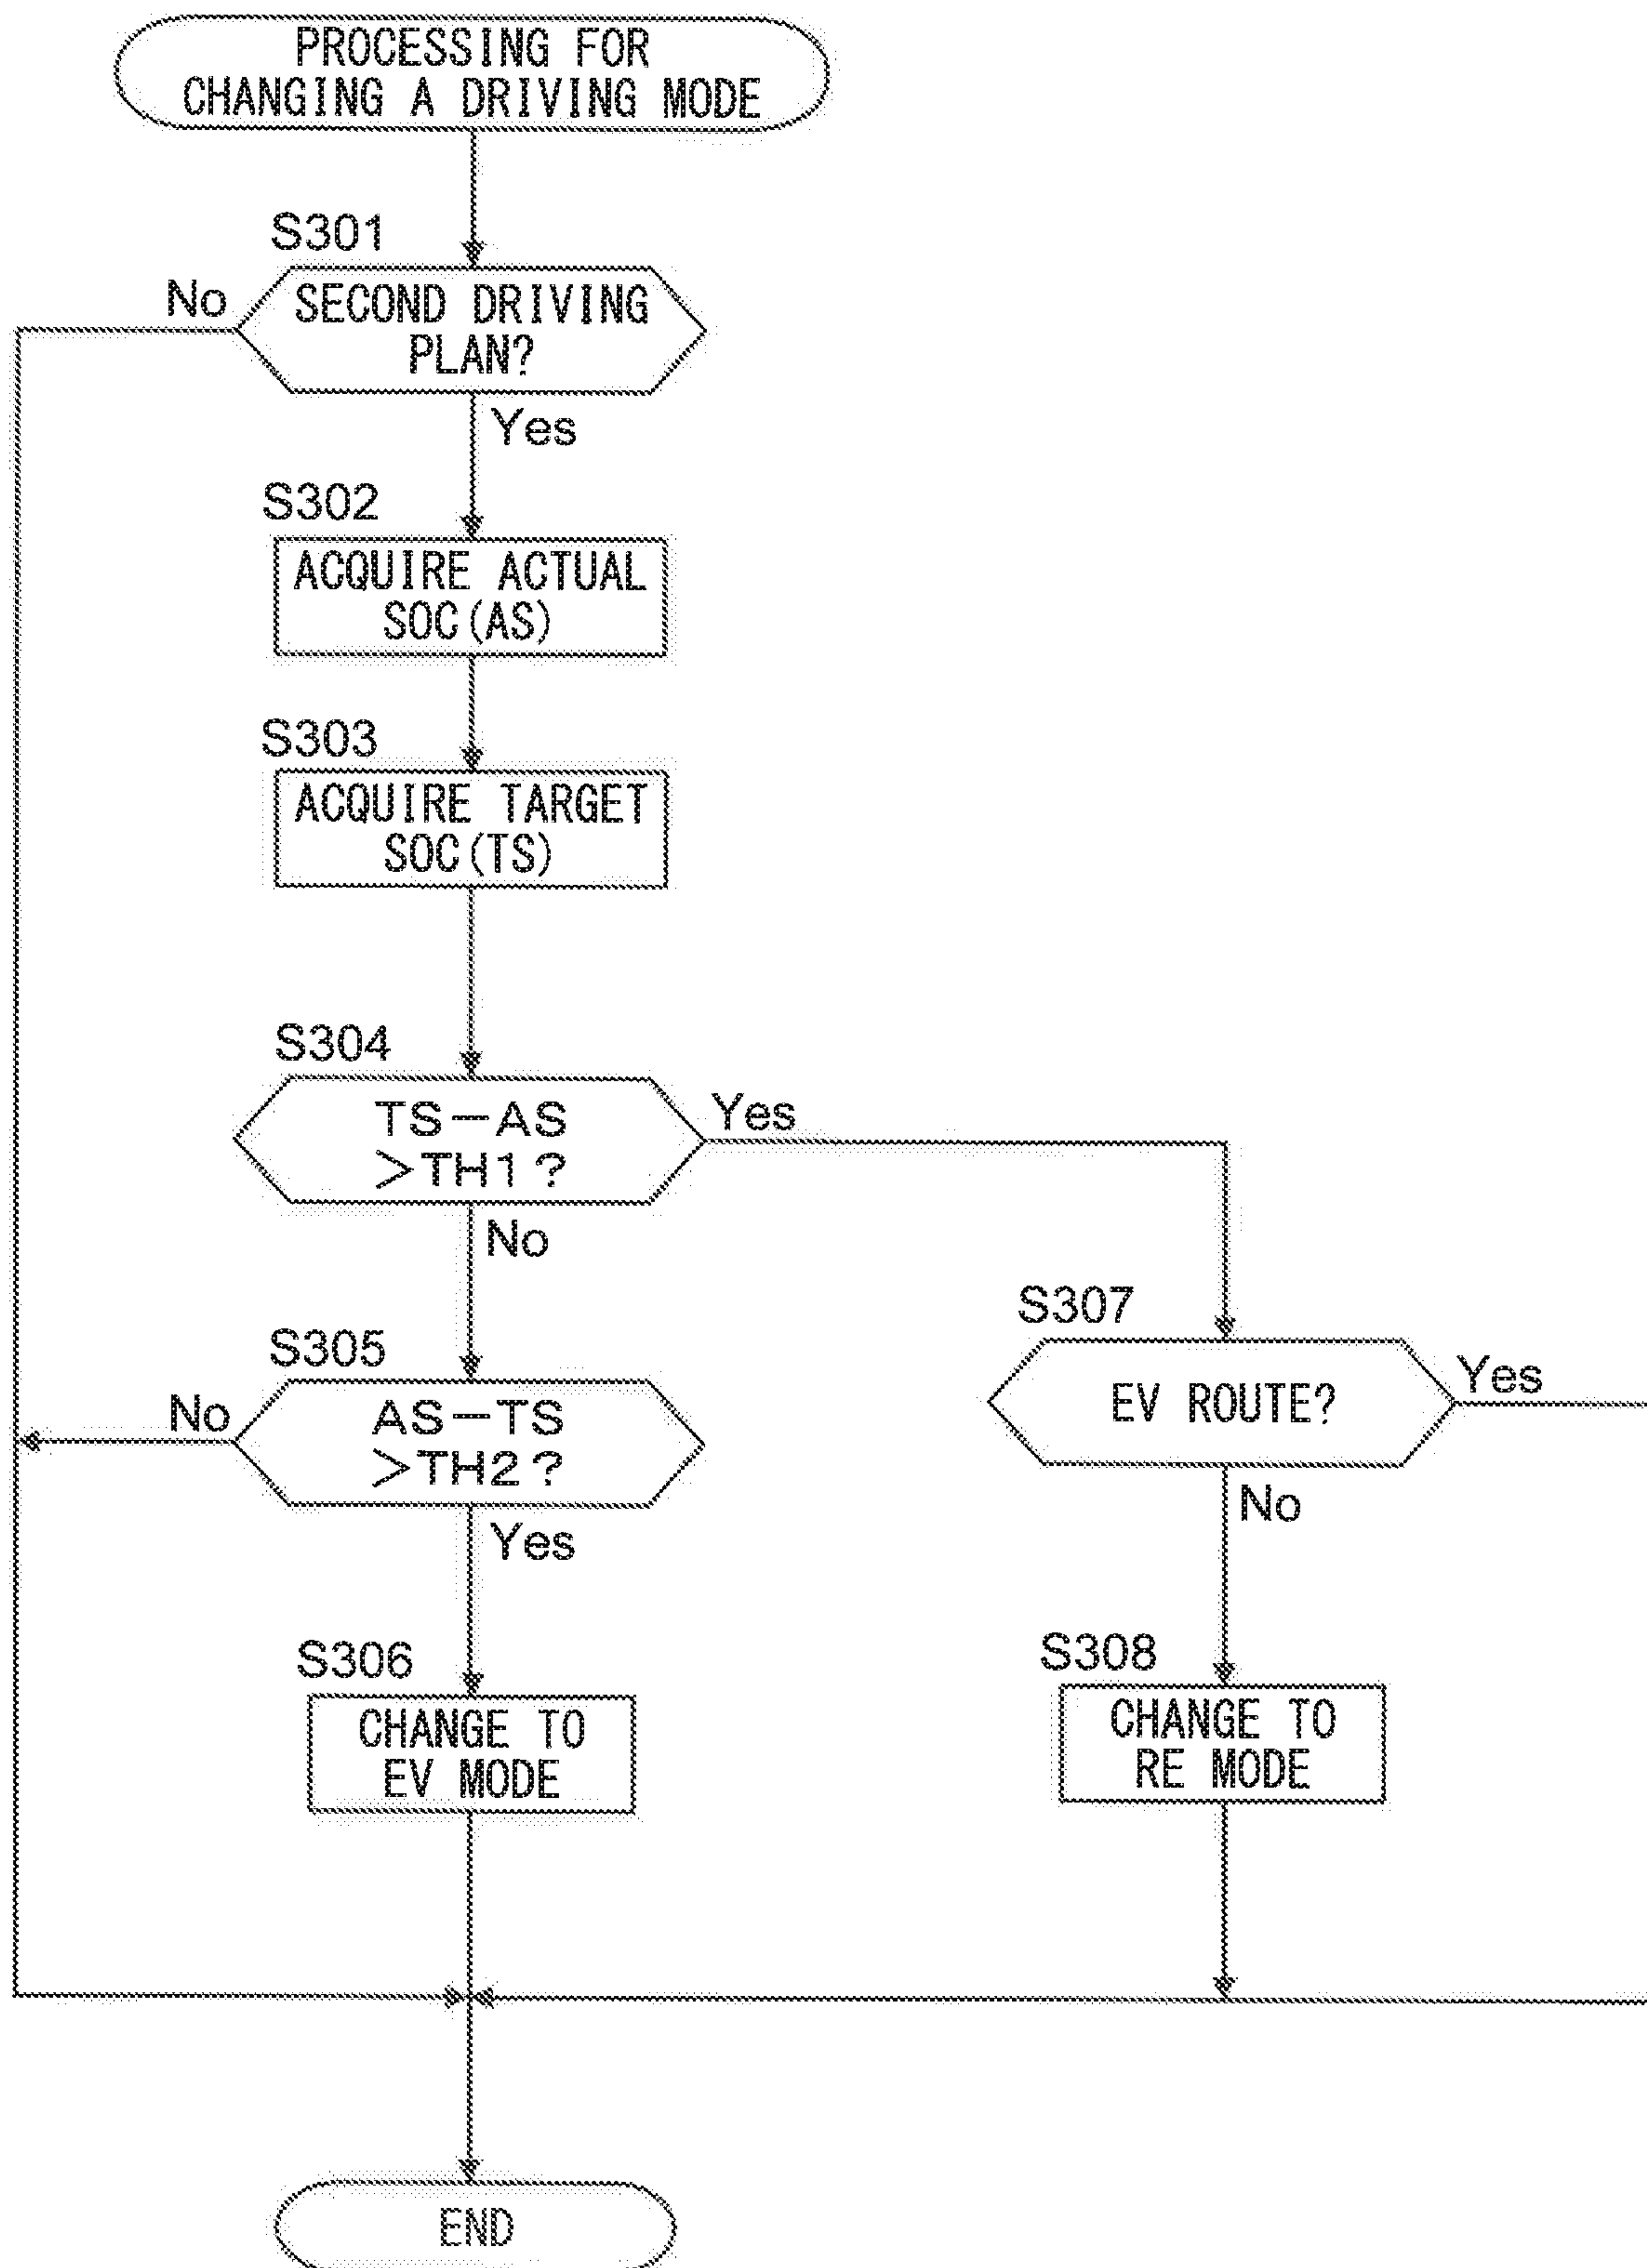 PROCESSING FOR
CHANGING A DRIVING MODE
S301
No
SECOND DRIVING
PLAN?
Yes
S302
ACQUIRE ACTUAL
SOC(AS)
S303
ACQUIRE TARGET
SOC(TS)
S304
TS-AS
>TH1?
Yes
No
S305
No
AS-TS
>TH2?
Yes
S306
CHANGE TO
EV MODE
S307
EV ROUTE?
Yes
No
S308
CHANGE TO
RE MODE
END